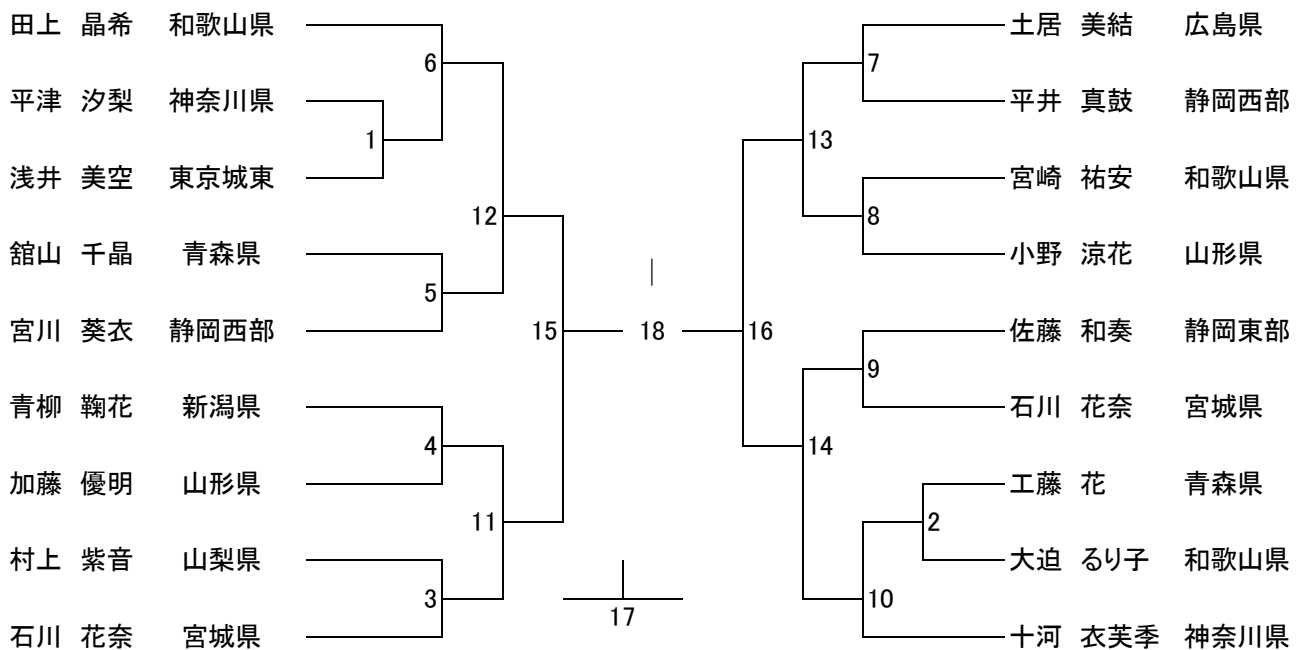 田上 晶希 和歌山県
平津 汐梨 神奈川県
浅井 美空 東京城東
舘山 千晶 青森県
宮川 葵衣 静岡西部
青柳 鞠花 新潟県
加藤 優明 山形県
村上 紫音 山梨県
石川 花奈 宮城県
6
1
12
5
15
4
11
3
18
17
16
7
13
8
9
14
2
10
土居 美結 広島県
平井 真鼓 静岡西部
宮崎 祐安 和歌山県
小野 涼花 山形県
佐藤 和奏 静岡東部
石川 花奈 宮城県
工藤 花 青森県
大迫 るり子 和歌山県
十河 衣芙季 神奈川県